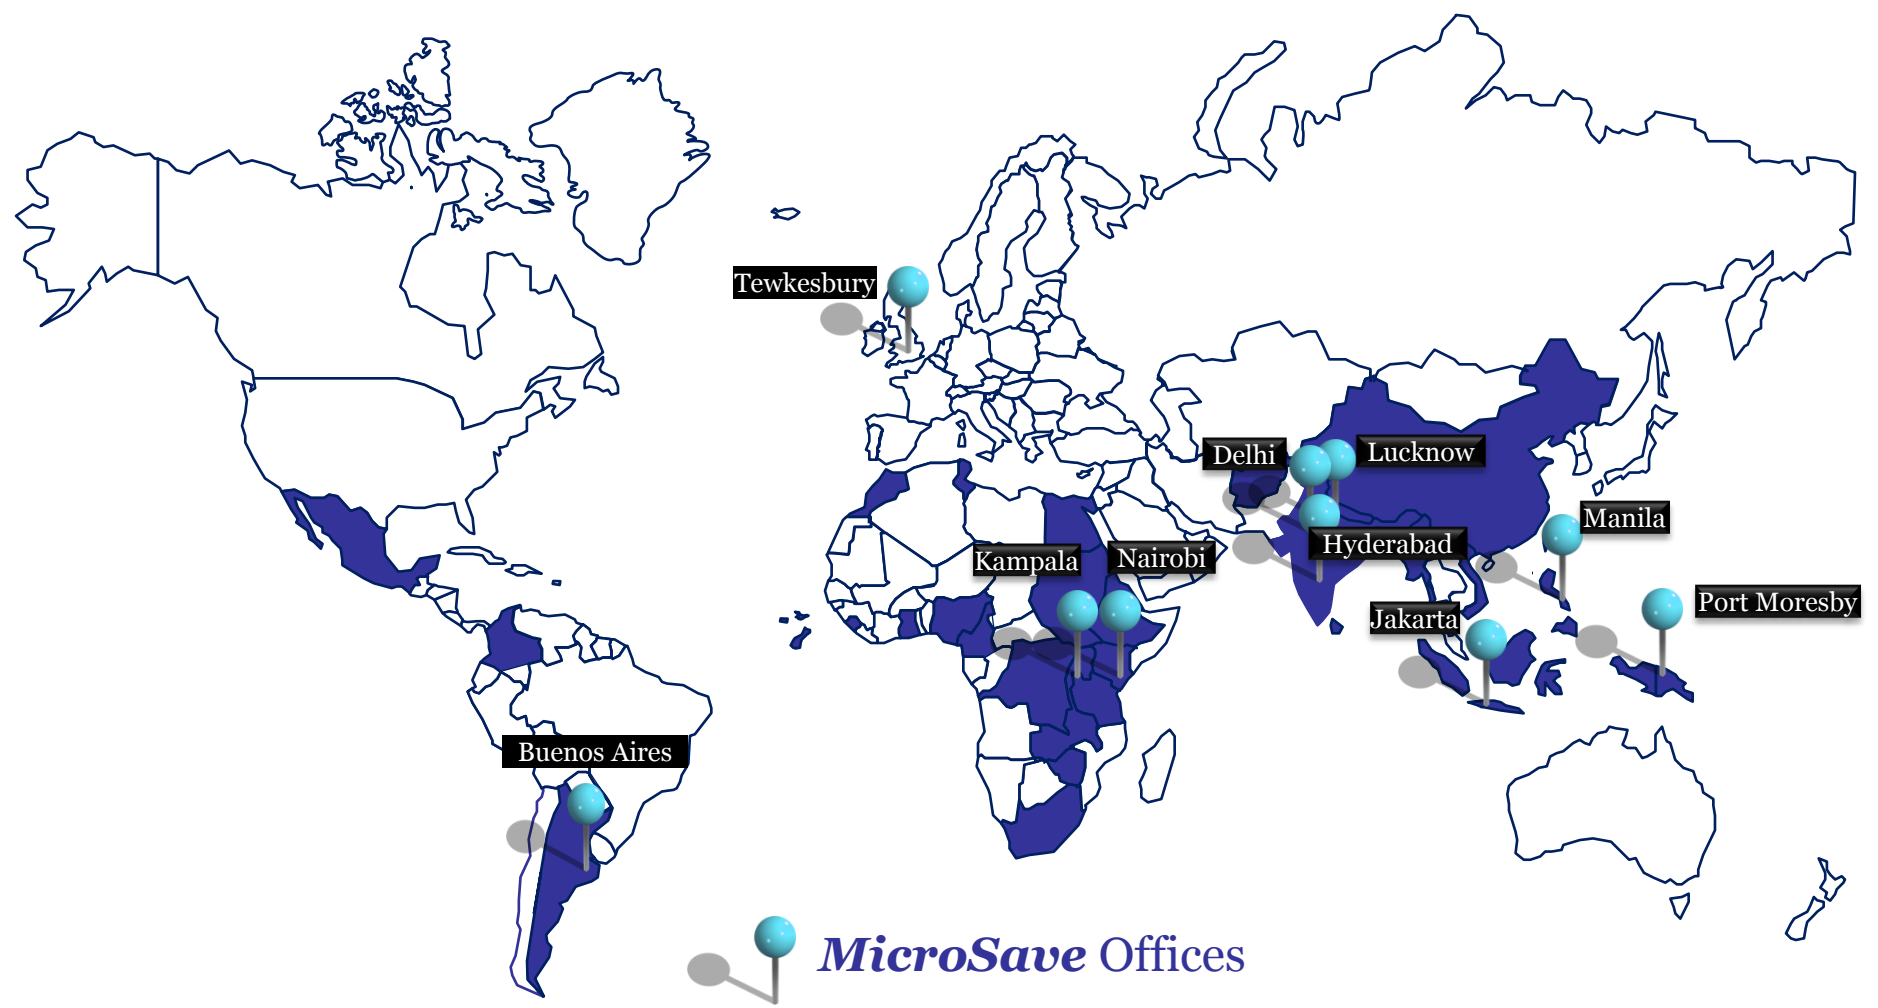 Tewkesbury
Delhi
Lucknow
Manila
Hyderabad
Kampala
Nairobi
Port Moresby
Jakarta
Buenos Aires
MicroSave Offices